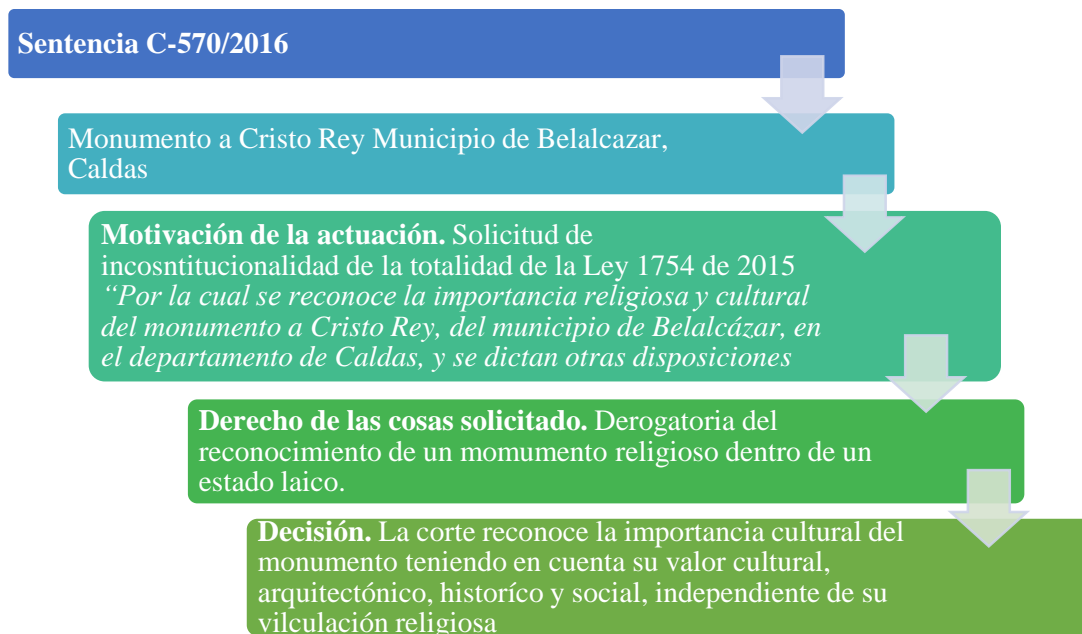 Sentencia C-570/2016
Monumento a Cristo Rey Municipio de Belalcazar,
Caldas
Motivación de la actuación. Solicitud de
incosntitucionalidad de la totalidad de la Ley 1754 de 2015
“Por la cual se reconoce la importancia religiosa y cultural
del monumento a Cristo Rey, del municipio de Belalcázar, en
el departamento de Caldas, y se dictan otras disposiciones
Derecho de las cosas solicitado. Derogatoria del
reconocimiento de un momumento religioso dentro de un
estado laico.
Decisión. La corte reconoce la importancia cultural del
monumento teniendo en cuenta su valor cultural,
arquitectónico, historíco y social, independiente de su
vilculación religiosa